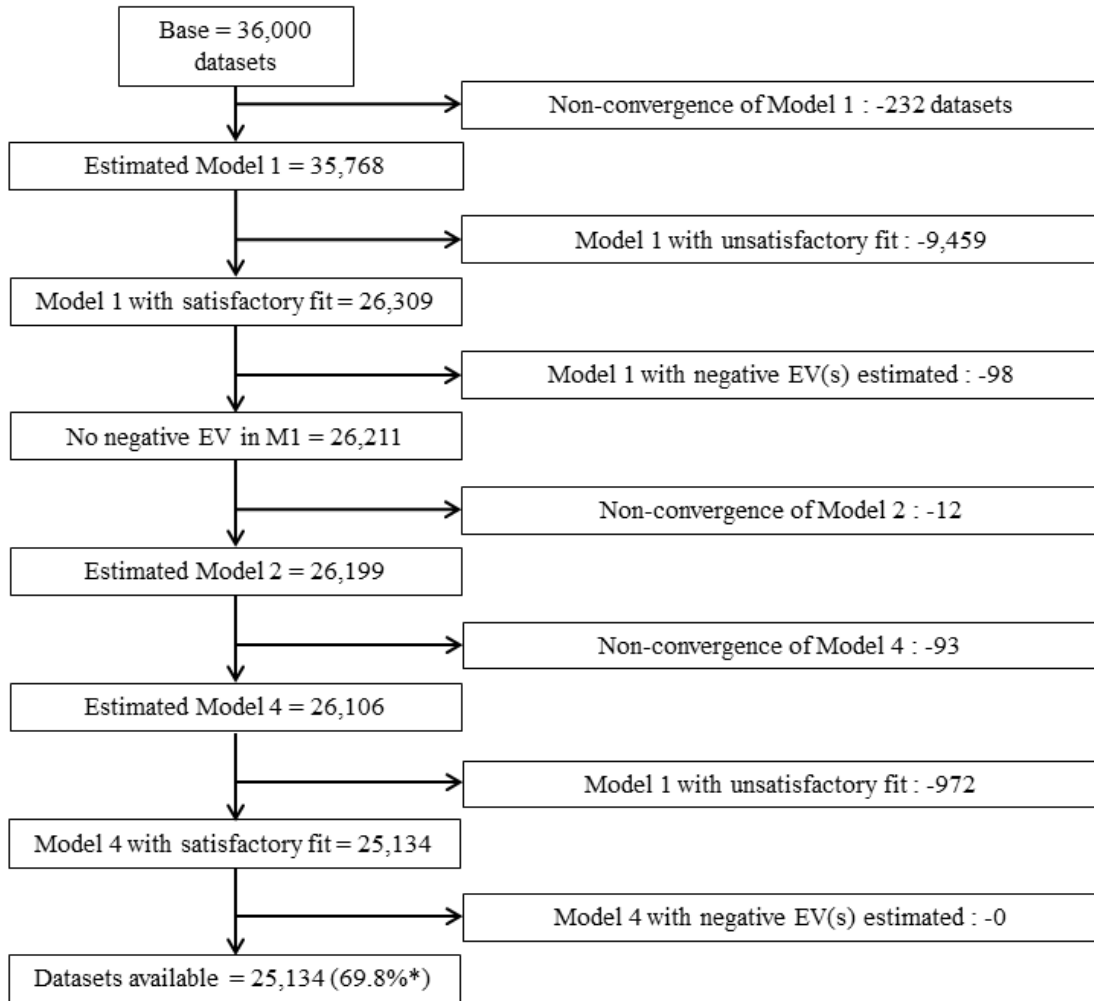 Base = 36,000
datasets
Non-convergence of Model 1 : -232 datasets
Estimated Model 1 = 35,768
Model 1 with unsatisfactory fit : -9,459
Model 1 with satisfactory fit = 26,309
Model 1 with negative EV(s) estimated : -98
No negative EV in M1 = 26,211
Non-convergence of Model 2 : -12
Estimated Model 2 = 26,199
Non-convergence of Model 4 : -93
Estimated Model 4 = 26,106
Model 1 with unsatisfactory fit : -972
Model 4 with satisfactory fit = 25,134
Model 4 with negative EV(s) estimated : -0
Datasets available = 25,134 (69.8%*)